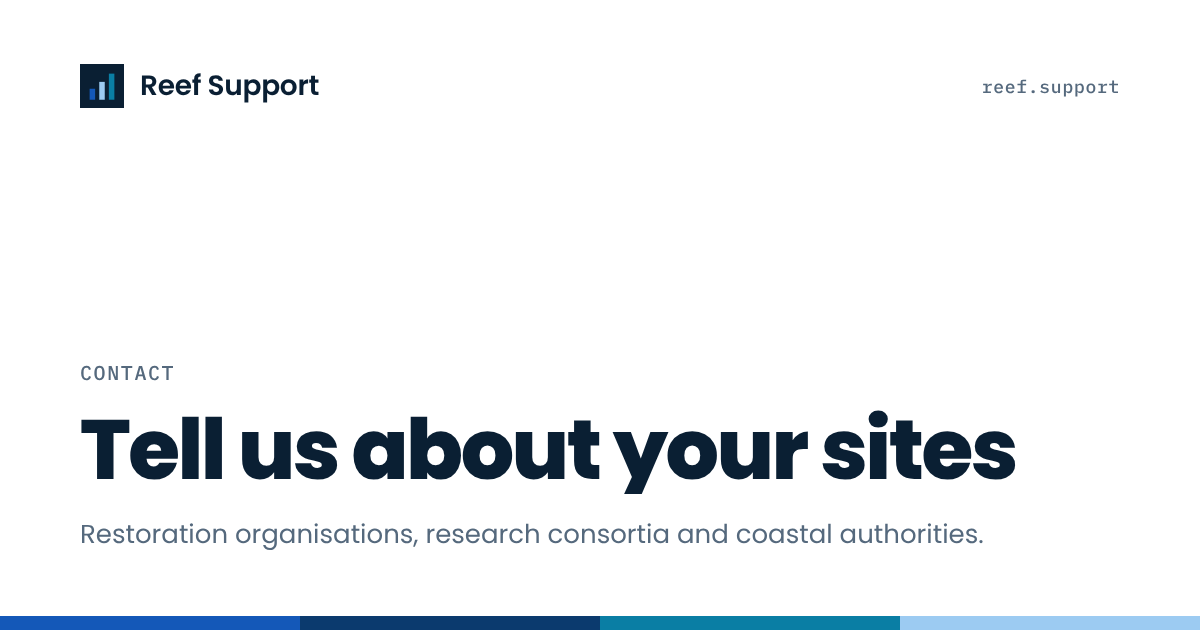 Reef Support
reef.support
CONTACT
Tell us about your sites
Restoration organisations, research consortia and coastal authorities.